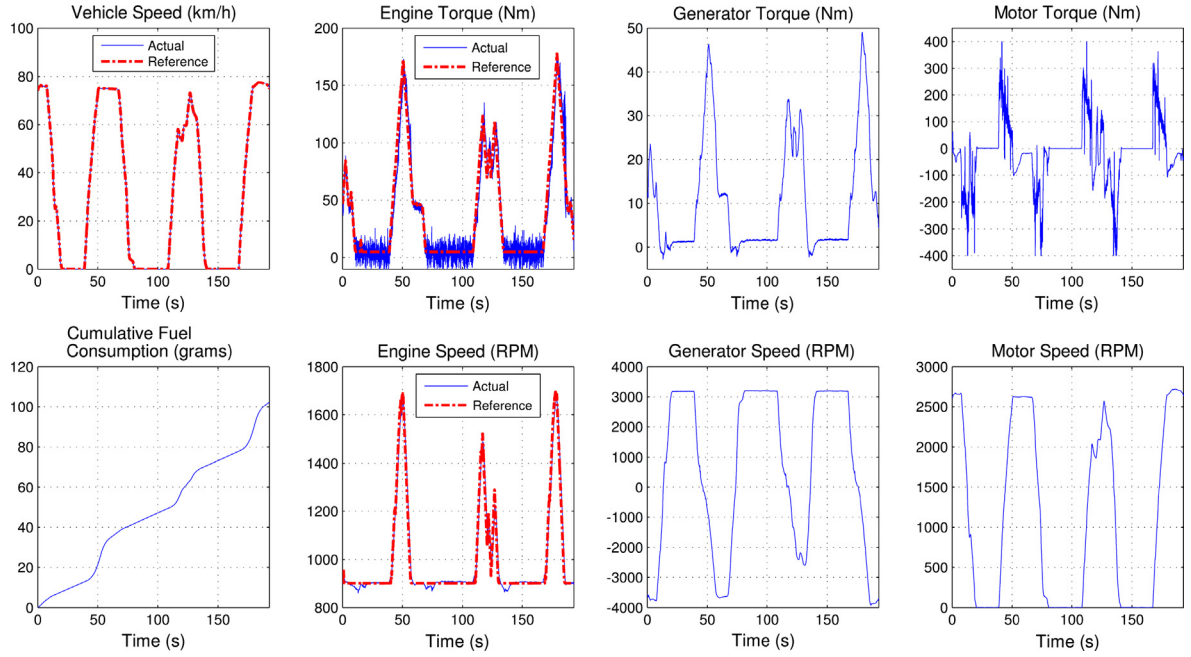 Vehicle Speed (km/h)
100
80
60
40
20
0
0 50 100 150
Time (s)
Actual
Reference
Engine Torque (Nm)
200
150
100
50
0
0 50 100 150
Time (s)
Actual
Reference
Generator Torque (Nm)
50
40
30
20
10
0
0 50 100 150
Time (s)
Motor Torque (Nm)
400
300
200
100
0
-100
-200
-300
-400
0 50 100 150
Time (s)
Cumulative Fuel
Consumption (grams)
120
100
80
60
40
20
0
0 50 100 150
Time (s)
Engine Speed (RPM)
1800
1600
1400
1200
1000
800
0 50 100 150
Time (s)
Actual
Reference
Generator Speed (RPM)
4000
3000
2000
1000
0
-1000
-2000
-3000
-4000
0 50 100 150
Time (s)
Motor Speed (RPM)
3000
2500
2000
1500
1000
500
0
0 50 100 150
Time (s)